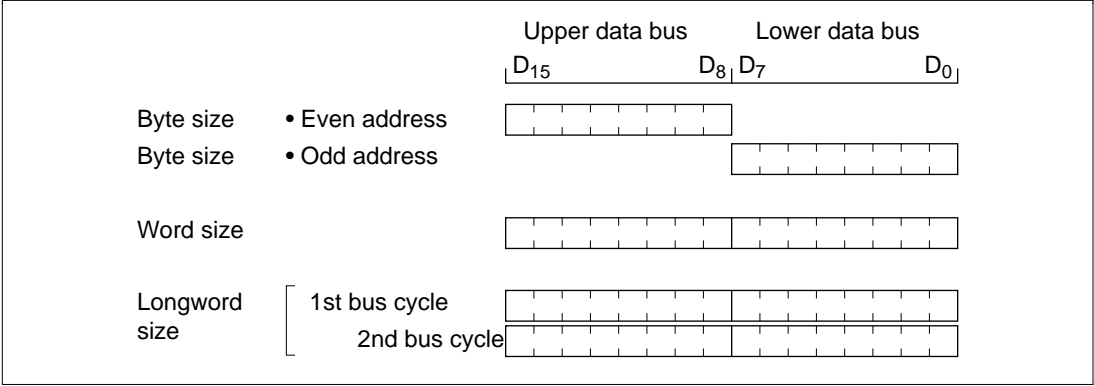 Upper data bus Lower data bus
D15 D8 D7 D0
Byte size • Even address
Byte size • Odd address
Word size
Longword 1st bus cycle
size 2nd bus cycle